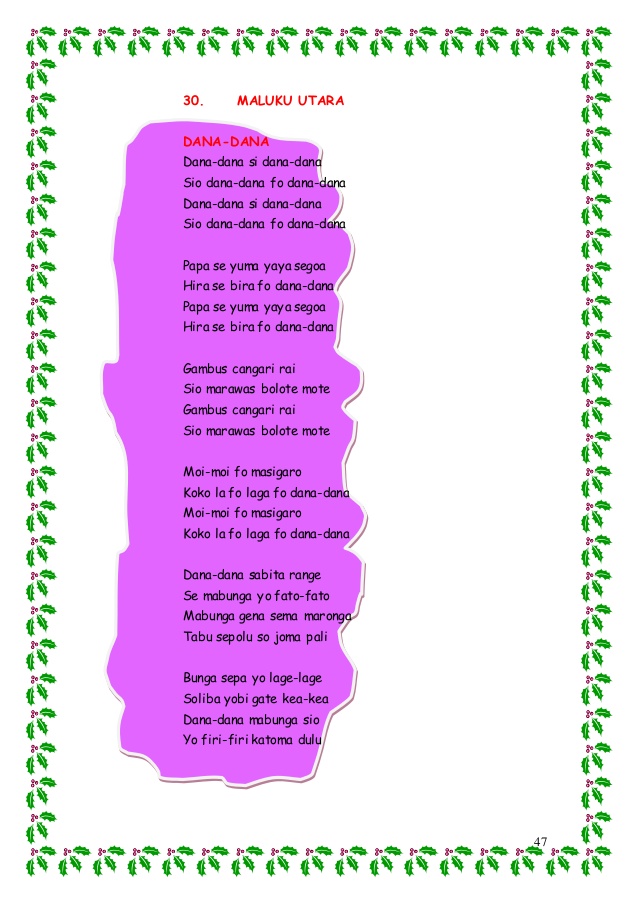 30. MALUKU UTARA
DANA-DANA
Dana-dana si dana-dana
Sio dana-dana fo dana-dana
Dana-dana si dana-dana
Sio dana-dana fo dana-dana
Papa se yuma yaya segoa
Hira se bira fo dana-dana
Papa se yuma yaya segoa
Hira se bira fo dana-dana
Gambus cangari rai
Sio marawas bolote mote
Gambus cangari rai
Sio marawas bolote mote
Moi-moi fo masigaro
Koko la fo laga fo dana-dana
Moi-moi fo masigaro
Koko la fo laga fo dana-dana
Dana-dana sabita range
Se mabunga yo fato-fato
Mabunga gena sema maronga
Tabu sepolu so joma pali
Bunga sepa yo lage-lage
Soliba yobi gate kea-kea
Dana-dana mabunga sio
Yo firi-firi katoma dulu
47